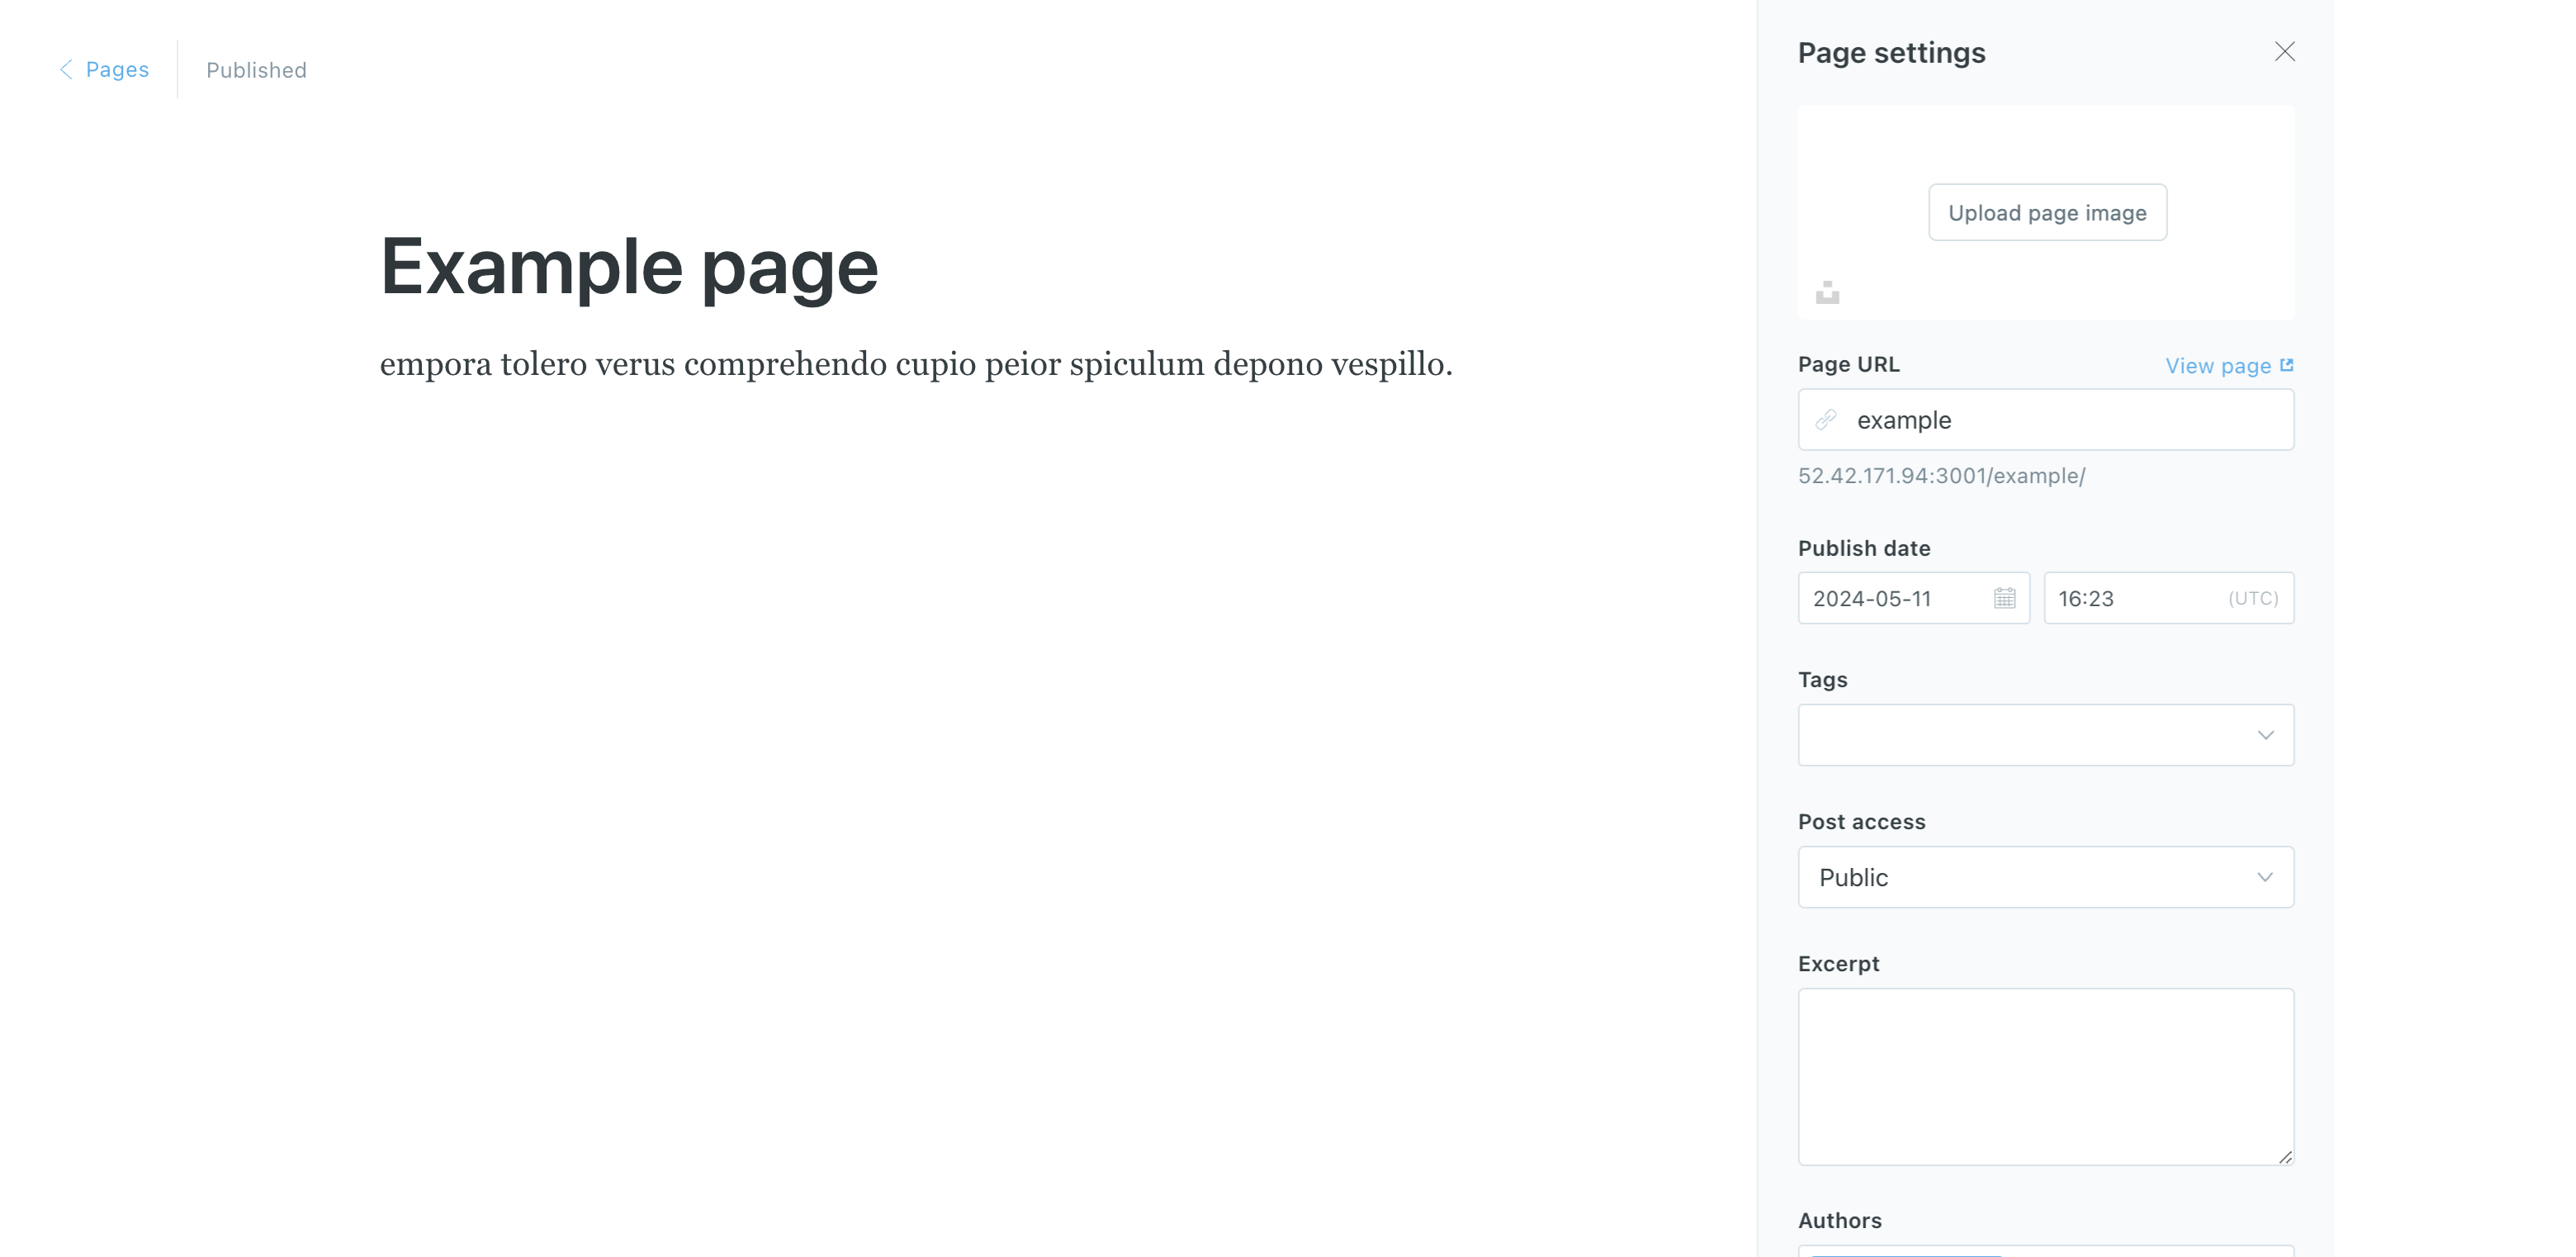 Pages
Published
Example page
empora tolero verus comprehendo cupio peior spiculum depono vespillo.
Page settings
Upload page image
Page URL
View page
example
52.42.171.94:3001/example/
Publish date
2024-05-11
16:23 (UTC)
Tags
Post access
Public
Excerpt
Authors